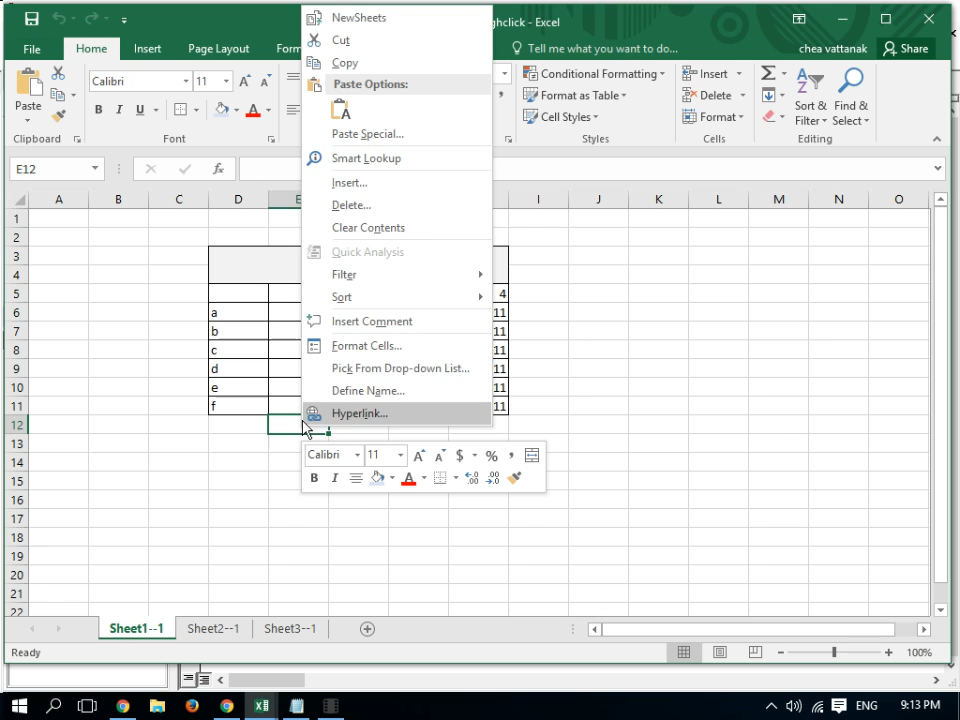 ghclick - Excel
File
Home
Insert
Page Layout
Form
Tell me what you want to do...
chea vattanak
Share
Paste
Clipboard
Calibri
11
B I U
Font
Conditional Formatting
Format as Table
Cell Styles
Styles
Insert
Delete
Format
Cells
Sort &
Filter
Find &
Select
Editing
E12
fx
A B C D E I J K L M N O
1
2
3
4
5 4
6 a 11
7 b 11
8 c 11
9 d 11
10 e 11
11 f 11
12
13
14
15
16
17
18
19
20
21
22
NewSheets
Cut
Copy
Paste Options:
Paste Special...
Smart Lookup
Insert...
Delete...
Clear Contents
Quick Analysis
Filter
Sort
Insert Comment
Format Cells...
Pick From Drop-down List...
Define Name...
Hyperlink...
Calibri 11 A A $ % ,
B I A
Sheet1--1
Sheet2--1
Sheet3--1
Ready
100%
ENG
9:13 PM